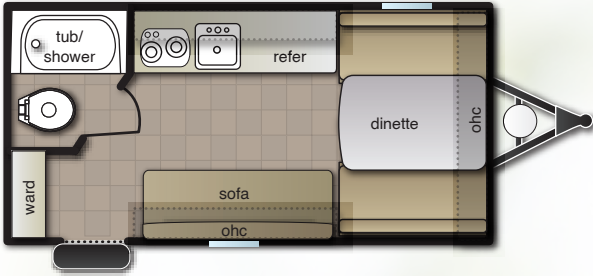 tub/
shower
refer
dinette
ohc
ward
sofa
ohc